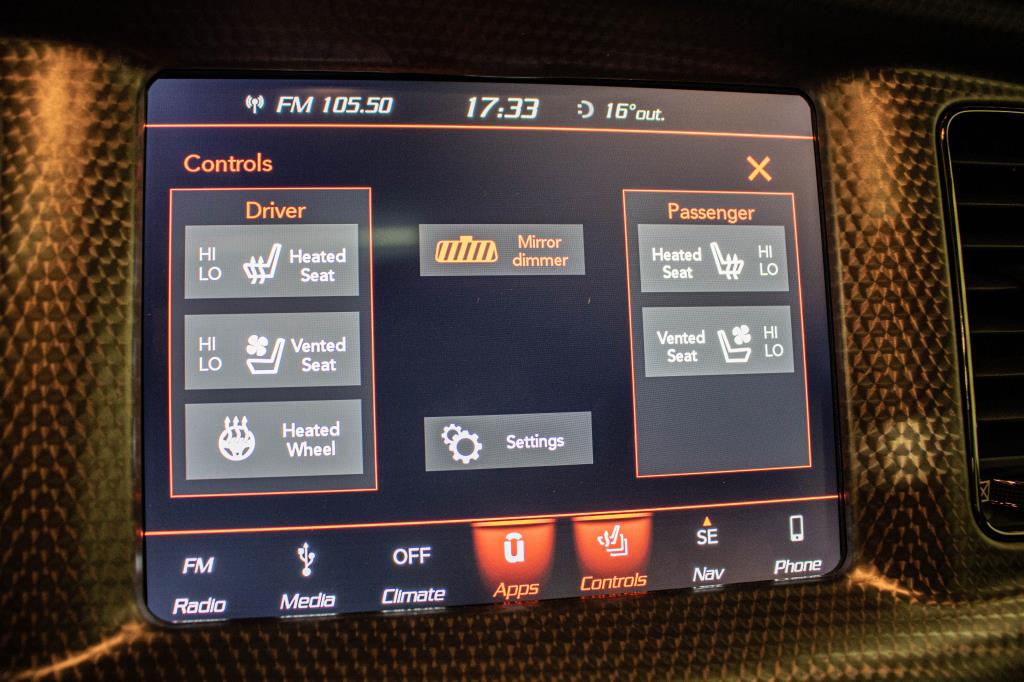 FM 105.50 17:33 16°out.
Controls
Driver
HI
LO
Heated
Seat
HI
LO
Vented
Seat
Heated
Wheel
Mirror
dimmer
Settings
Passenger
Heated
Seat
HI
LO
Vented
Seat
HI
LO
FM
Radio
Media
OFF
Climate
Apps
Controls
SE
Nav
Phone